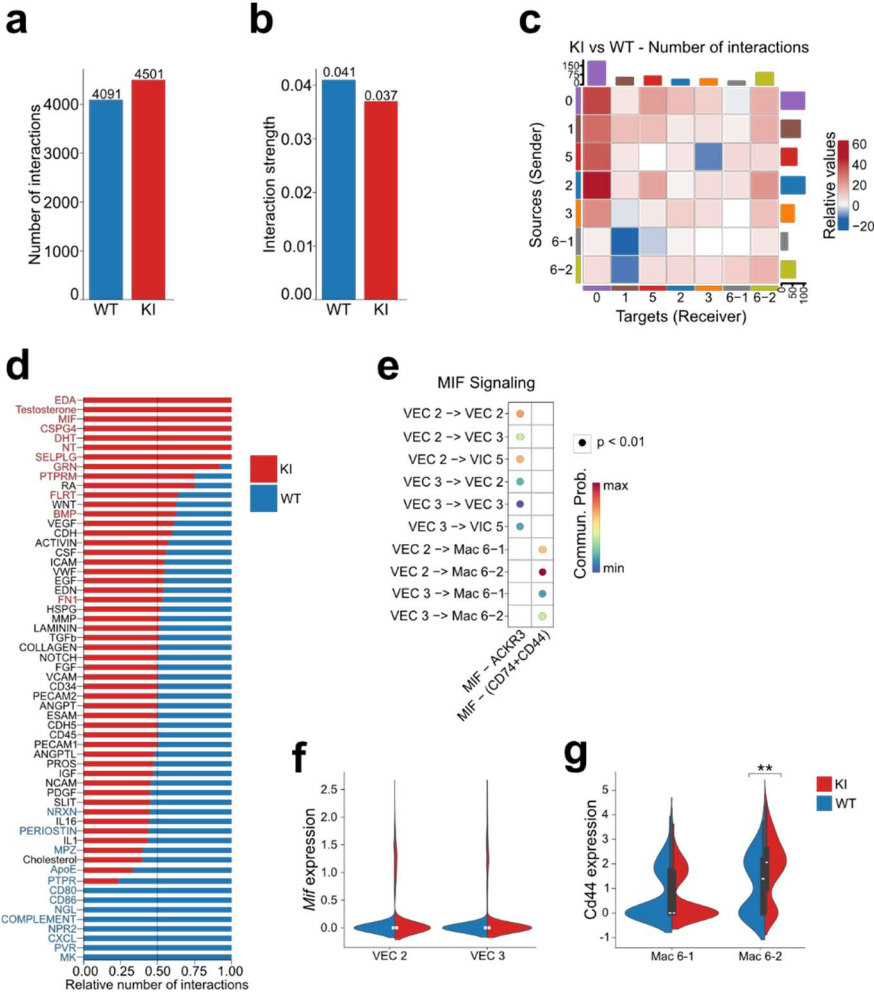 a
b
c
4091
4501
Number of interactions
4000
3000
2000
1000
0
WT
KI
0.041
0.037
Interaction strength
0.04
0.03
0.02
0.01
0.00
WT
KI
KI vs WT - Number of interactions
150
75
0
Sources (Sender)
0
1
5
2
3
6-1
6-2
0
1
5
2
3
6-1
6-2
Targets (Receiver)
0
50
100
Relative values
60
40
20
0
−20
d
EDA
Testosterone
MIF
CSPG4
DHT
NT
SELPLG
GRN
PTPRM
RA
FLRT
WNT
BMP
VEGF
CDH
ACTIVIN
CSF
ICAM
VWF
EGF
EDN
FN1
HSPG
MMP
LAMININ
TGFb
COLLAGEN
NOTCH
FGF
VCAM
CD34
PECAM2
ANGPT
ESAM
CDH5
CD45
PECAM1
ANGPTL
PROS
IGF
NCAM
PDGF
SLIT
NRXN
IL16
PERIOSTIN
IL1
MPZ
Cholesterol
ApoE
PTPR
CD80
CD86
NGL
COMPLEMENT
NPR2
CXCL
PVR
MK
0.00 0.25 0.50 0.75 1.00
Relative number of interactions
KI
WT
e
MIF Signaling
VEC 2 −> VEC 2
VEC 2 −> VEC 3
VEC 2 −> VIC 5
VEC 3 −> VEC 2
VEC 3 −> VEC 3
VEC 3 −> VIC 5
VEC 2 −> Mac 6−1
VEC 2 −> Mac 6−2
VEC 3 −> Mac 6−1
VEC 3 −> Mac 6−2
MIF − ACKR3
MIF − (CD74+CD44)
p < 0.01
Commun. Prob.
max
min
f
Mif expression
2.5
2.0
1.5
1.0
0.5
0.0
VEC 2
VEC 3
g
Cd44 expression
5
4
3
2
1
0
-1
**
Mac 6-1
Mac 6-2
KI
WT